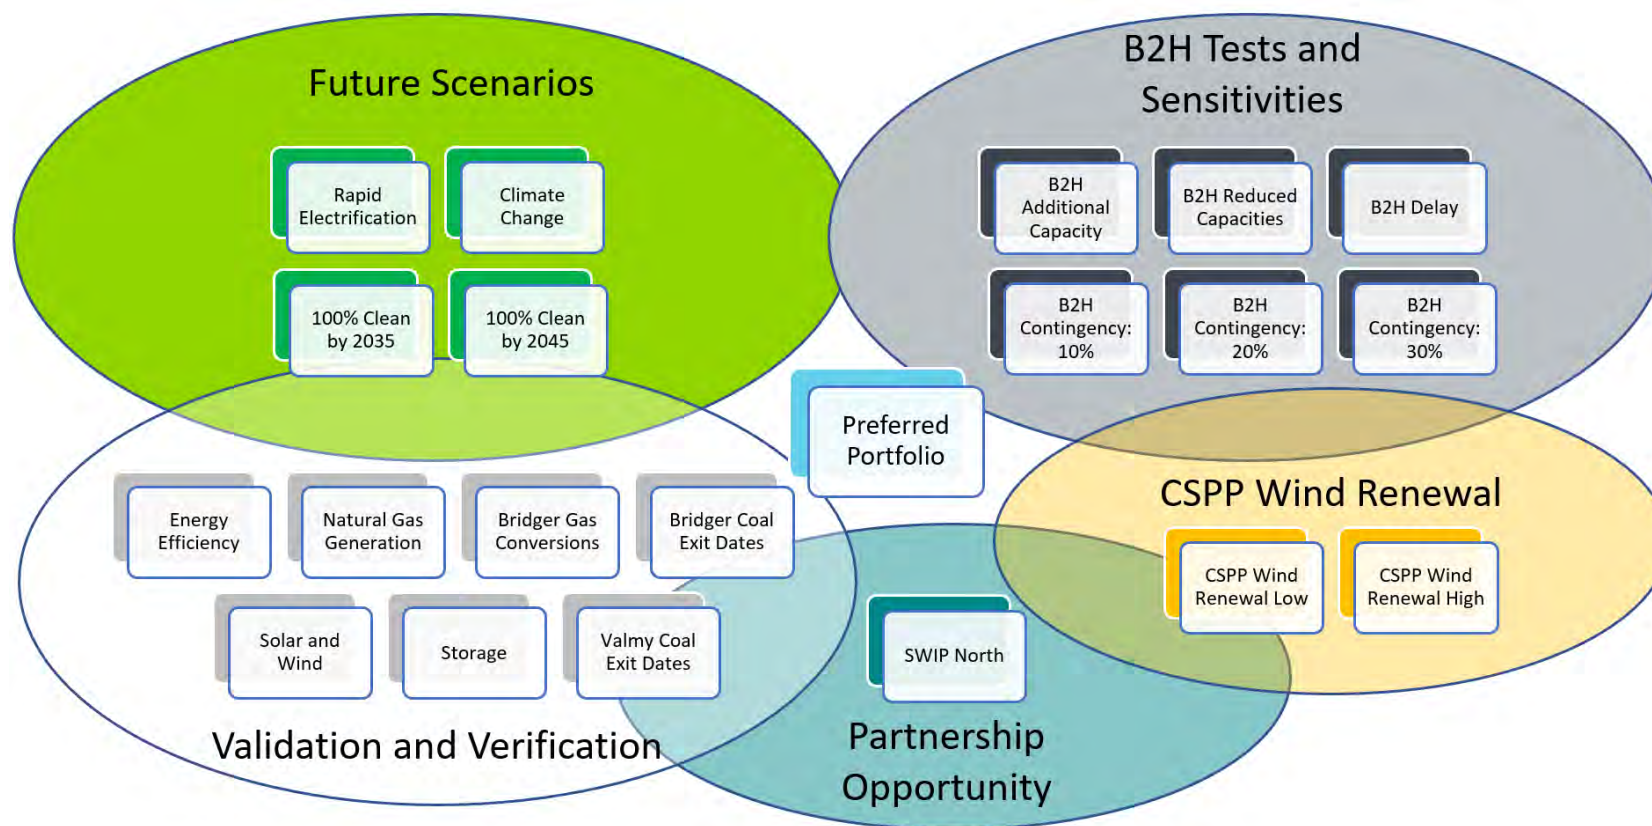 Future Scenarios
Rapid
Electrification
Climate
Change
100% Clean
by 2035
100% Clean
by 2045
B2H Tests and
Sensitivities
B2H
Additional
Capacity
B2H Reduced
Capacities
B2H Delay
B2H
Contingency:
10%
B2H
Contingency:
20%
B2H
Contingency:
30%
Preferred
Portfolio
CSPP Wind Renewal
CSPP Wind
Renewal Low
CSPP Wind
Renewal High
Energy
Efficiency
Natural Gas
Generation
Bridger Gas
Conversions
Bridger Coal
Exit Dates
Solar and
Wind
Storage
Valmy Coal
Exit Dates
Validation and Verification
SWIP North
Partnership
Opportunity